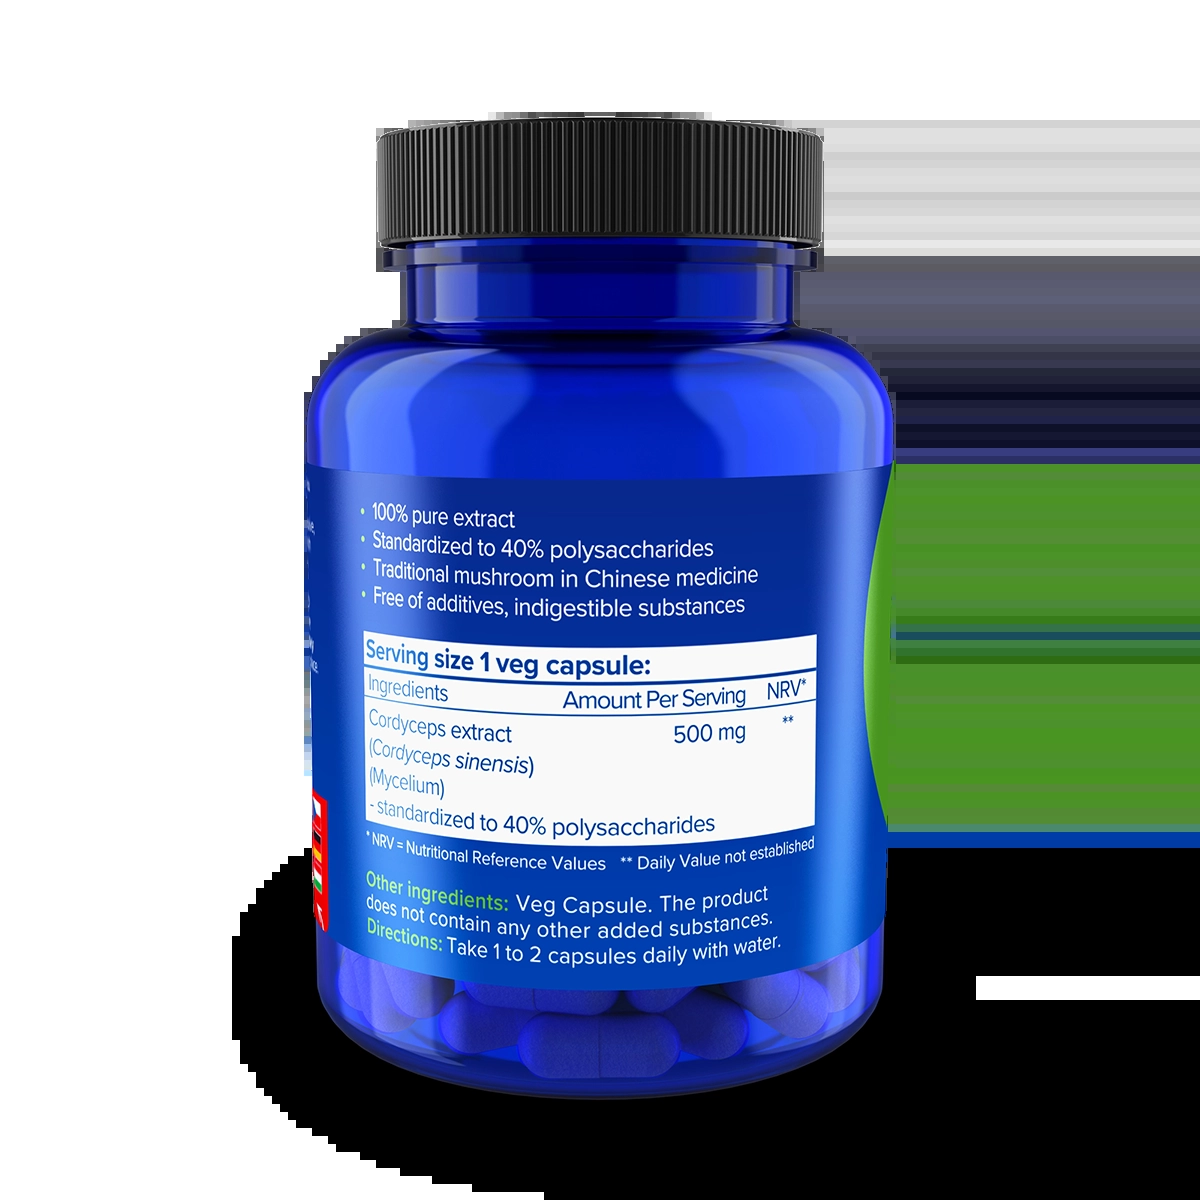 • 100% pure extract
• Standardized to 40% polysaccharides
• Traditional mushroom in Chinese medicine
• Free of additives, indigestible substances
Serving size 1 veg capsule:
Ingredients Amount Per Serving NRV*
Cordyceps extract 500 mg **
(Cordyceps sinensis)
(Mycelium)
- standardized to 40% polysaccharides
* NRV = Nutritional Reference Values ** Daily Value not established
Other ingredients: Veg Capsule. The product
does not contain any other added substances.
Directions: Take 1 to 2 capsules daily with water.